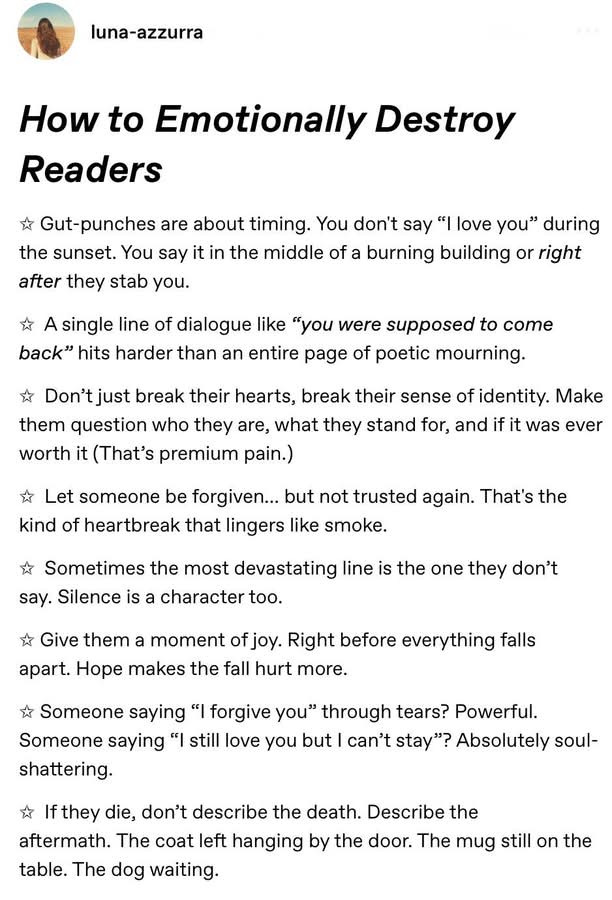 luna-azzurra
How to Emotionally Destroy
Readers
☆ Gut-punches are about timing. You don't say “I love you” during
the sunset. You say it in the middle of a burning building or right
after they stab you.
☆ A single line of dialogue like “you were supposed to come
back” hits harder than an entire page of poetic mourning.
☆ Don’t just break their hearts, break their sense of identity. Make
them question who they are, what they stand for, and if it was ever
worth it (That’s premium pain.)
☆ Let someone be forgiven... but not trusted again. That's the
kind of heartbreak that lingers like smoke.
☆ Sometimes the most devastating line is the one they don’t
say. Silence is a character too.
☆ Give them a moment of joy. Right before everything falls
apart. Hope makes the fall hurt more.
☆ Someone saying “I forgive you” through tears? Powerful.
Someone saying “I still love you but I can’t stay”? Absolutely soul-
shattering.
☆ If they die, don’t describe the death. Describe the
aftermath. The coat left hanging by the door. The mug still on the
table. The dog waiting.